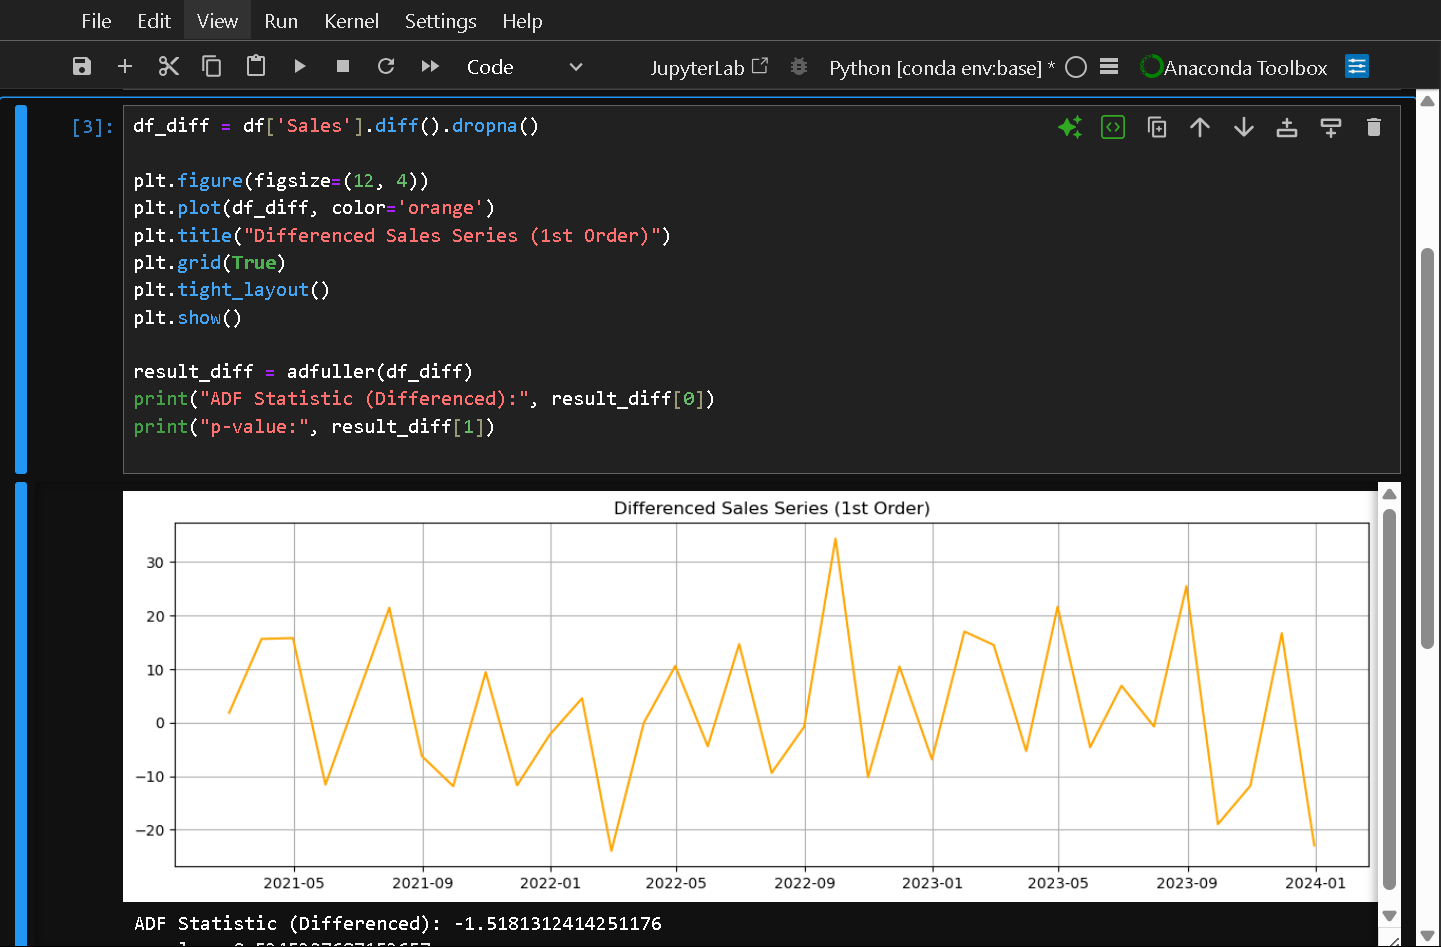 File Edit View Run Kernel Settings Help
Code JupyterLab Python [conda env:base] * Anaconda Toolbox
[3]:
df_diff = df['Sales'].diff().dropna()
plt.figure(figsize=(12, 4))
plt.plot(df_diff, color='orange')
plt.title("Differenced Sales Series (1st Order)")
plt.grid(True)
plt.tight_layout()
plt.show()
result_diff = adfuller(df_diff)
print("ADF Statistic (Differenced):", result_diff[0])
print("p-value:", result_diff[1])
Differenced Sales Series (1st Order)
30
20
10
0
−10
−20
2021-05 2021-09 2022-01 2022-05 2022-09 2023-01 2023-05 2023-09 2024-01
ADF Statistic (Differenced): -1.5181312414251176